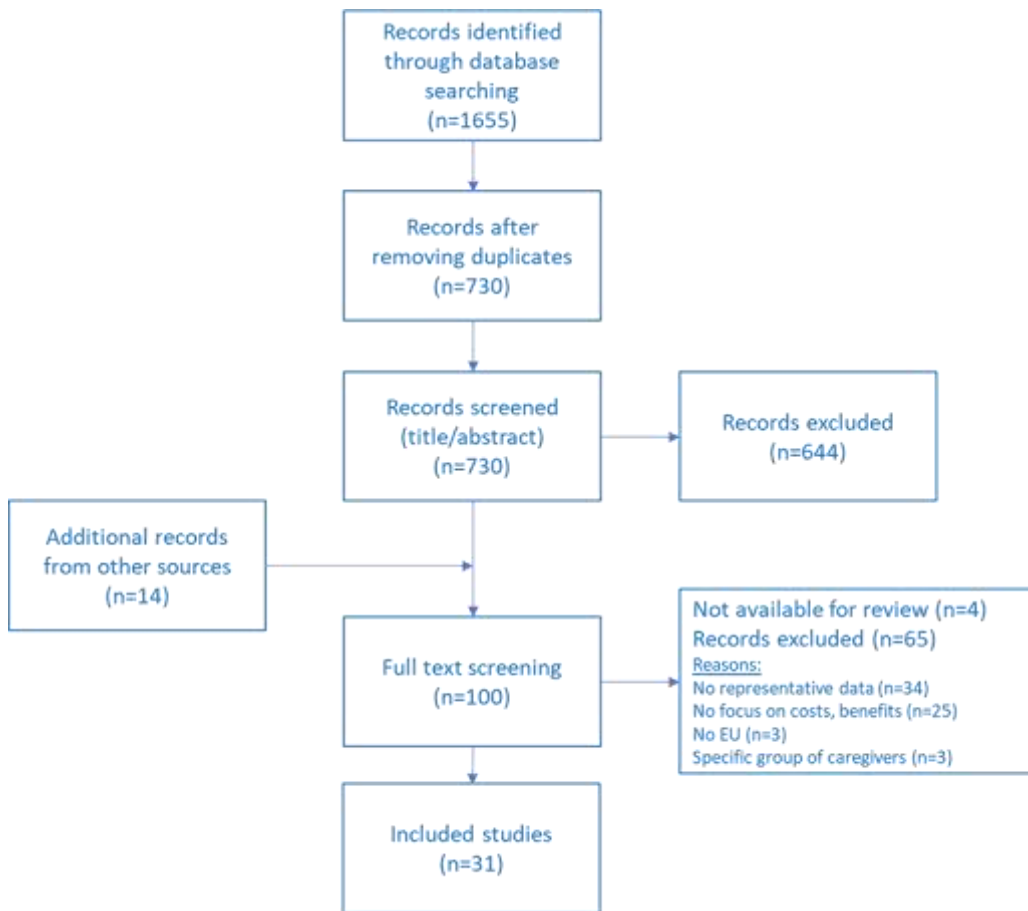 Records identified
through database
searching
(n=1655)
Records after
removing duplicates
(n=730)
Records screened
(title/abstract)
(n=730)
Records excluded
(n=644)
Additional records
from other sources
(n=14)
Full text screening
(n=100)
Not available for review (n=4)
Records excluded (n=65)
Reasons:
No representative data (n=34)
No focus on costs, benefits (n=25)
No EU (n=3)
Specific group of caregivers (n=3)
Included studies
(n=31)